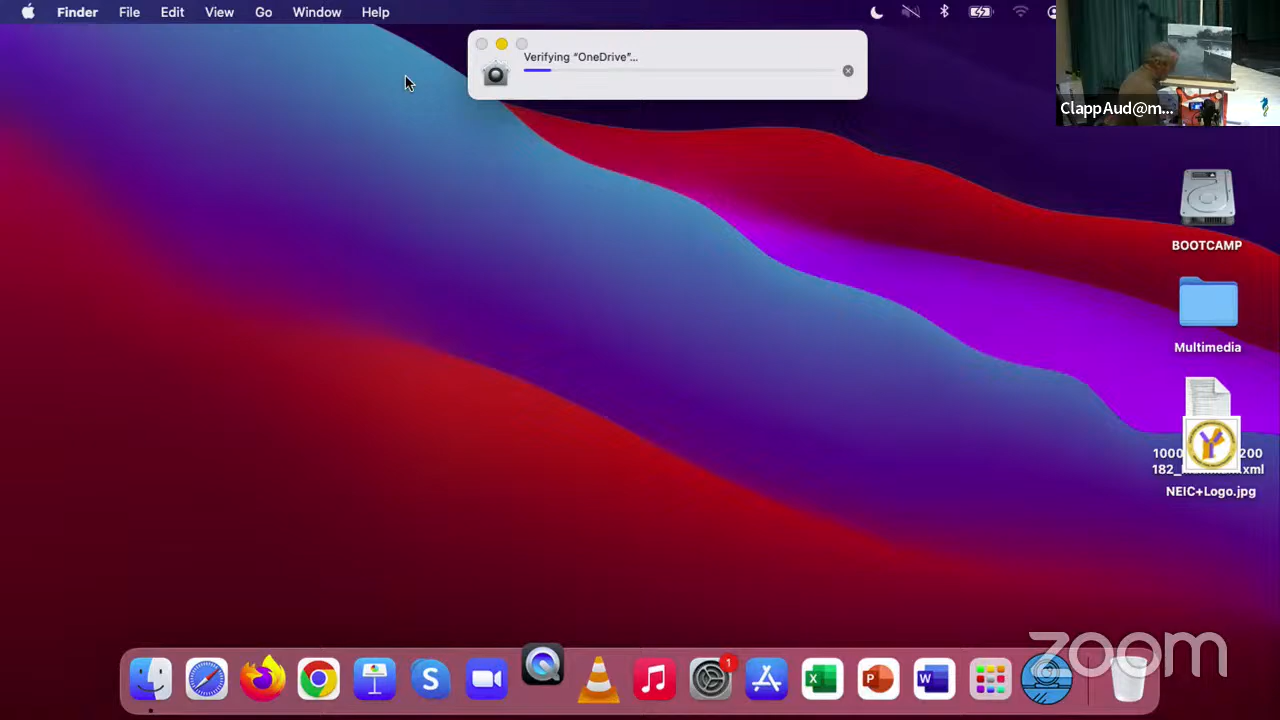 Finder File Edit View Go Window Help
Verifying “OneDrive”...
ClappAud@m...
BOOTCAMP
Multimedia
1000 200
182_ .xml
NEIC+Logo.jpg
S
1
X P W
zoom